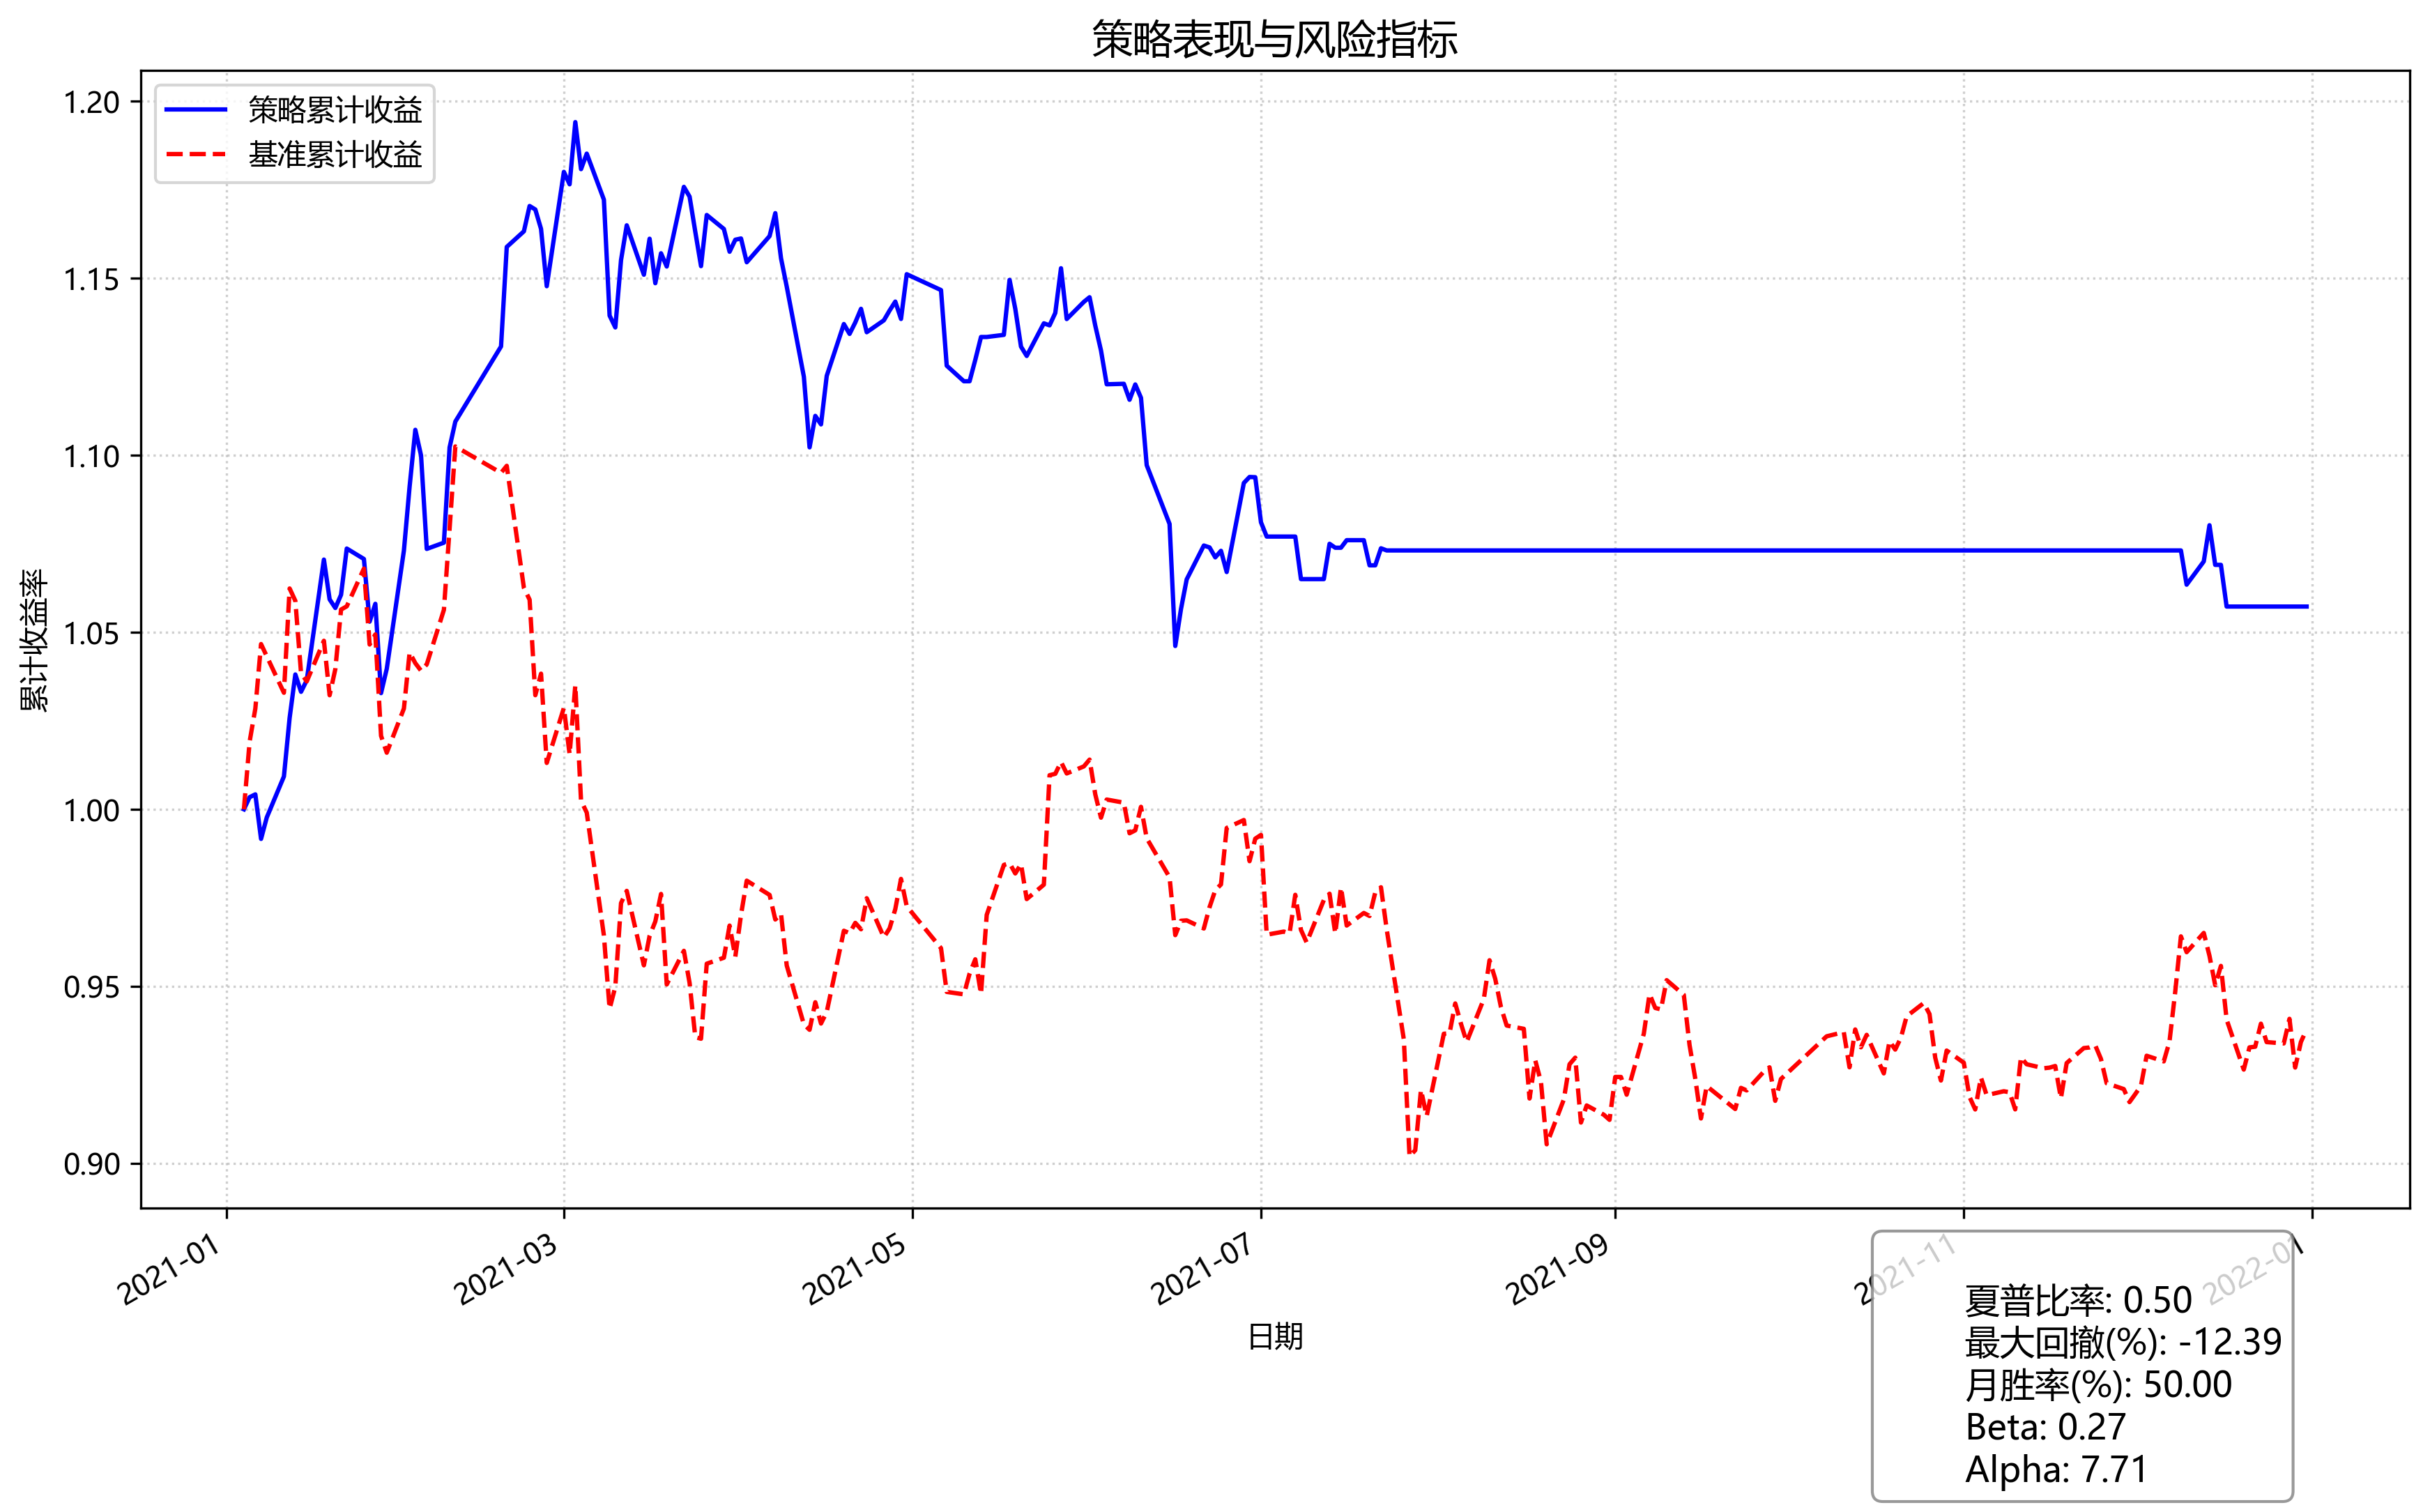 策略表现与风险指标
策略累计收益
基准累计收益
累计收益率
1.20
1.15
1.10
1.05
1.00
0.95
0.90
2021-01
2021-03
2021-05
2021-07
2021-09
2021-11
2022-01
日期
夏普比率: 0.50
最大回撤(%): -12.39
月胜率(%): 50.00
Beta: 0.27
Alpha: 7.71